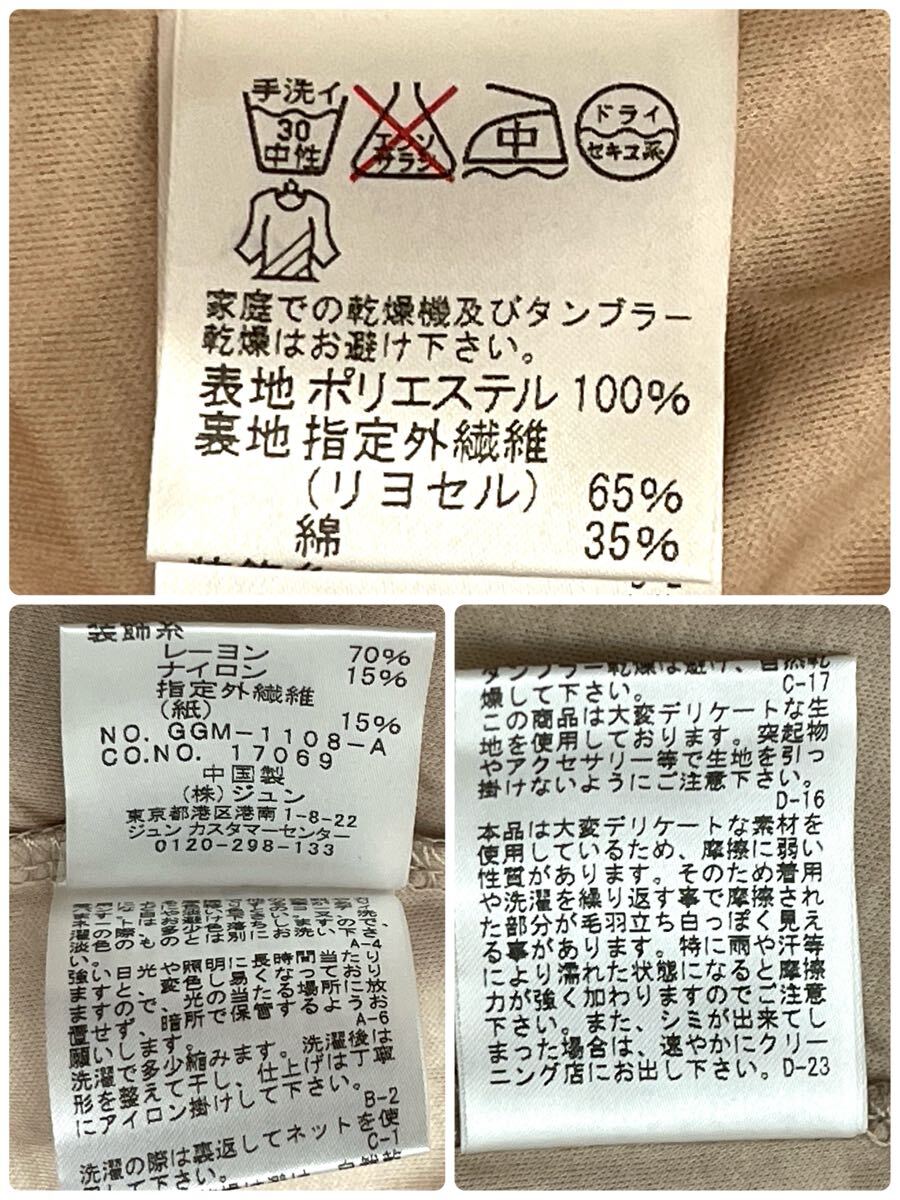 手洗イ
30
中性
エンソ
サラシ
中
ドライ
セキユ系
家庭での乾燥機及びタンブラー
乾燥はお避け下さい。
表地 ポリエステル 100%
裏地 指定外繊維
(リヨセル) 65%
綿 35%
装飾糸
レーヨン 70%
ナイロン 15%
指定外繊維
(紙) 15%
NO. GGM-1108-A
CO.NO. 17069
中国製
(株)ジュン
東京都港区港南1-8-22
ジュン カスタマーセンター
0120-298-133
A-4
強い日光や照明に長時間当たり
ますと、変色し易くなる場所に放
置せず、暗所で保管するようお
A-6
願いします。
洗濯で多少縮みます。洗濯後は
形を整えて干し、仕上げは丁寧
にアイロン掛けして下さい。
B-2
洗濯の際は裏返してネットを使
C-1
タンブラー乾燥は避け、自然乾
燥して下さい。
C-17
この商品は大変デリケートな生
地を使用しております。突起物
やアクセサリー等で生地を引っ
掛けないようにご注意下さい。
D-16
本品は大変デリケートな素材を
使用しているため、摩擦に弱い
性質があります。そのため着用
や洗濯を繰り返す事で摩擦され
た部分が毛羽立ち白っぽく見え
る事があります。特に雨や汗等
により濡れた状態になると摩擦
力が強く加わりますのでご注意
下さい。また、シミが出来てし
まった場合は、速やかにクリー
ニング店にお出し下さい。D-23